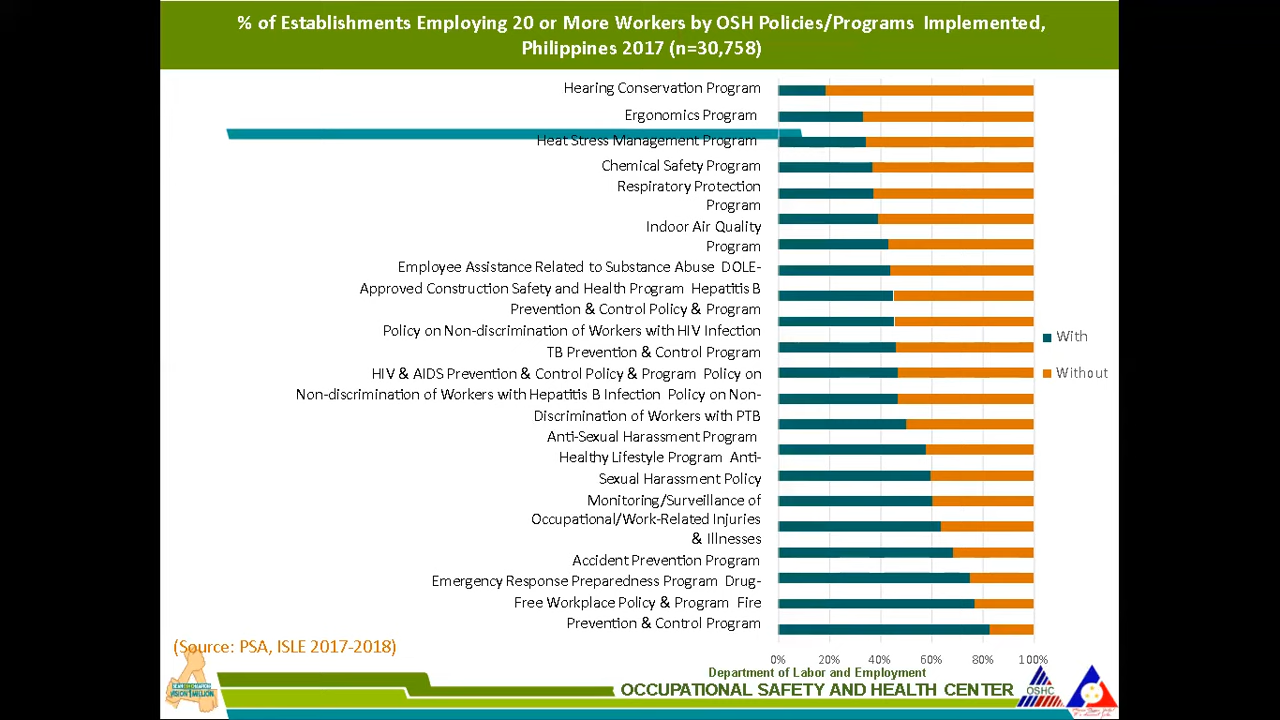 % of Establishments Employing 20 or More Workers by OSH Policies/Programs Implemented,
Philippines 2017 (n=30,758)
Hearing Conservation Program
Ergonomics Program
Heat Stress Management Program
Chemical Safety Program
Respiratory Protection
Program
Indoor Air Quality
Program
Employee Assistance Related to Substance Abuse DOLE-
Approved Construction Safety and Health Program Hepatitis B
Prevention & Control Policy & Program
Policy on Non-discrimination of Workers with HIV Infection
TB Prevention & Control Program
HIV & AIDS Prevention & Control Policy & Program Policy on
Non-discrimination of Workers with Hepatitis B Infection Policy on Non-
Discrimination of Workers with PTB
Anti-Sexual Harassment Program
Healthy Lifestyle Program Anti-
Sexual Harassment Policy
Monitoring/Surveillance of
Occupational/Work-Related Injuries
& Illnesses
Accident Prevention Program
Emergency Response Preparedness Program Drug-
Free Workplace Policy & Program Fire
Prevention & Control Program
With
Without
0% 20% 40% 60% 80% 100%
(Source: PSA, ISLE 2017-2018)
Department of Labor and Employment
OCCUPATIONAL SAFETY AND HEALTH CENTER
OSHC
VISION 1 MILLION